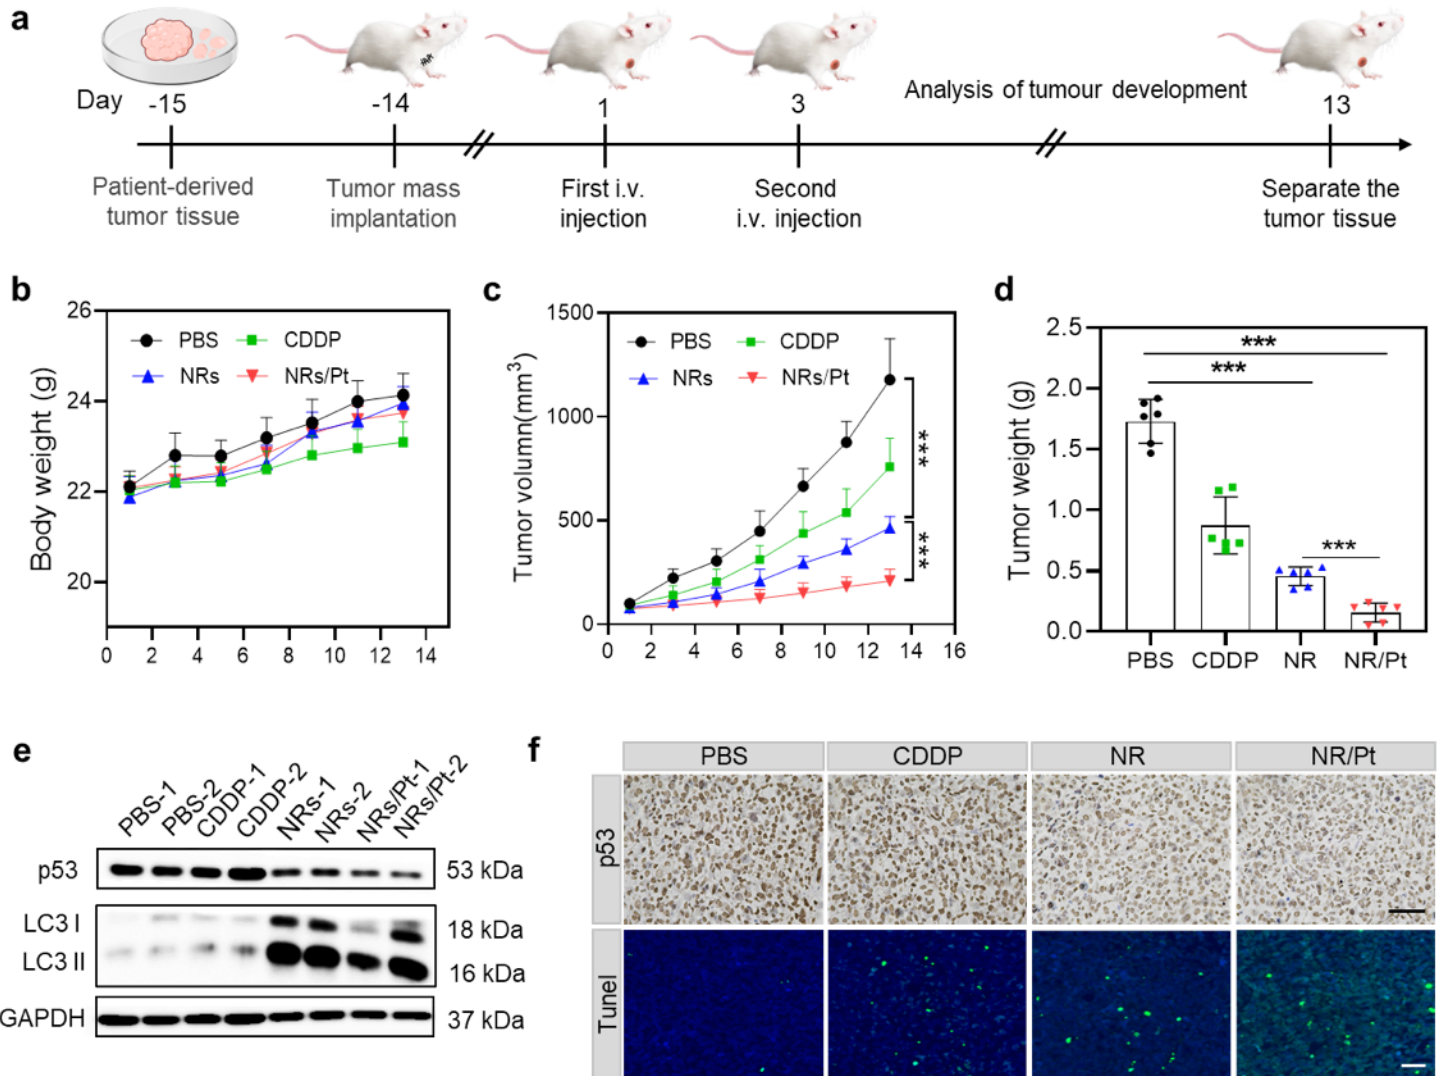 a
Day -15 -14 1 3 Analysis of tumour development 13
Patient-derived
tumor tissue
Tumor mass
implantation
First i.v.
injection
Second
i.v. injection
Separate the
tumor tissue
b
Body weight (g)
26
24
22
20
PBS CDDP
NRs NRs/Pt
0 2 4 6 8 10 12 14
c
Tumor volumn(mm³)
1500
1000
500
0
PBS CDDP
NRs NRs/Pt
***
***
0 2 4 6 8 10 12 14 16
d
Tumor weight (g)
2.5
2.0
1.5
1.0
0.5
0.0
***
***
***
PBS CDDP NR NR/Pt
e
PBS-1 PBS-2 CDDP-1 CDDP-2 NRs-1 NRs-2 NRs/Pt-1 NRs/Pt-2
p53 53 kDa
LC3 I 18 kDa
LC3 II 16 kDa
GAPDH 37 kDa
f
PBS CDDP NR NR/Pt
p53
Tunel